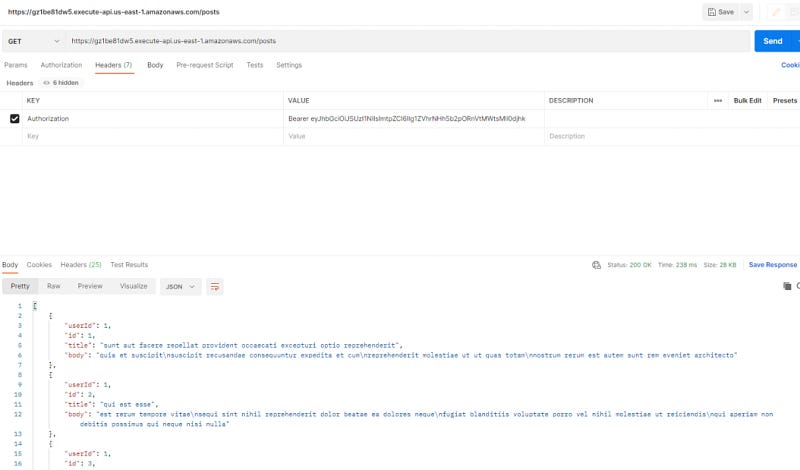 https://gz1be81dw5.execute-api.us-east-1.amazonaws.com/posts
Save
GET https://gz1be81dw5.execute-api.us-east-1.amazonaws.com/posts Send
Params Authorization Headers (7) Body Pre-request Script Tests Settings Cooki
Headers 6 hidden
KEY VALUE DESCRIPTION ••• Bulk Edit Presets
Authorization Bearer
Key Value Description
Body Cookies Headers (25) Test Results Status: 200 OK Time: 238 ms Size: 28 KB Save Response
Pretty Raw Preview Visualize JSON
1 [
2 {
3 "userId": 1,
4 "id": 1,
5 "title": "sunt aut facere repellat provident occaecati excepturi optio reprehenderit",
6 "body": "quia et suscipit\nsuscipit recusandae consequuntur expedita et cum\nreprehenderit molestiae ut ut quas totam\nnostrum rerum est autem sunt rem eveniet architecto"
7 },
8 {
9 "userId": 1,
10 "id": 2,
11 "title": "qui est esse",
12 "body": "est rerum tempore vitae\nsequi sint nihil reprehenderit dolor beatae ea dolores neque\nfugiat blanditiis voluptate porro vel nihil molestiae ut reiciendis\nqui aperiam non
debitis possimus qui neque nisi nulla"
13 },
14 {
15 "userId": 1,
16 "id": 3,